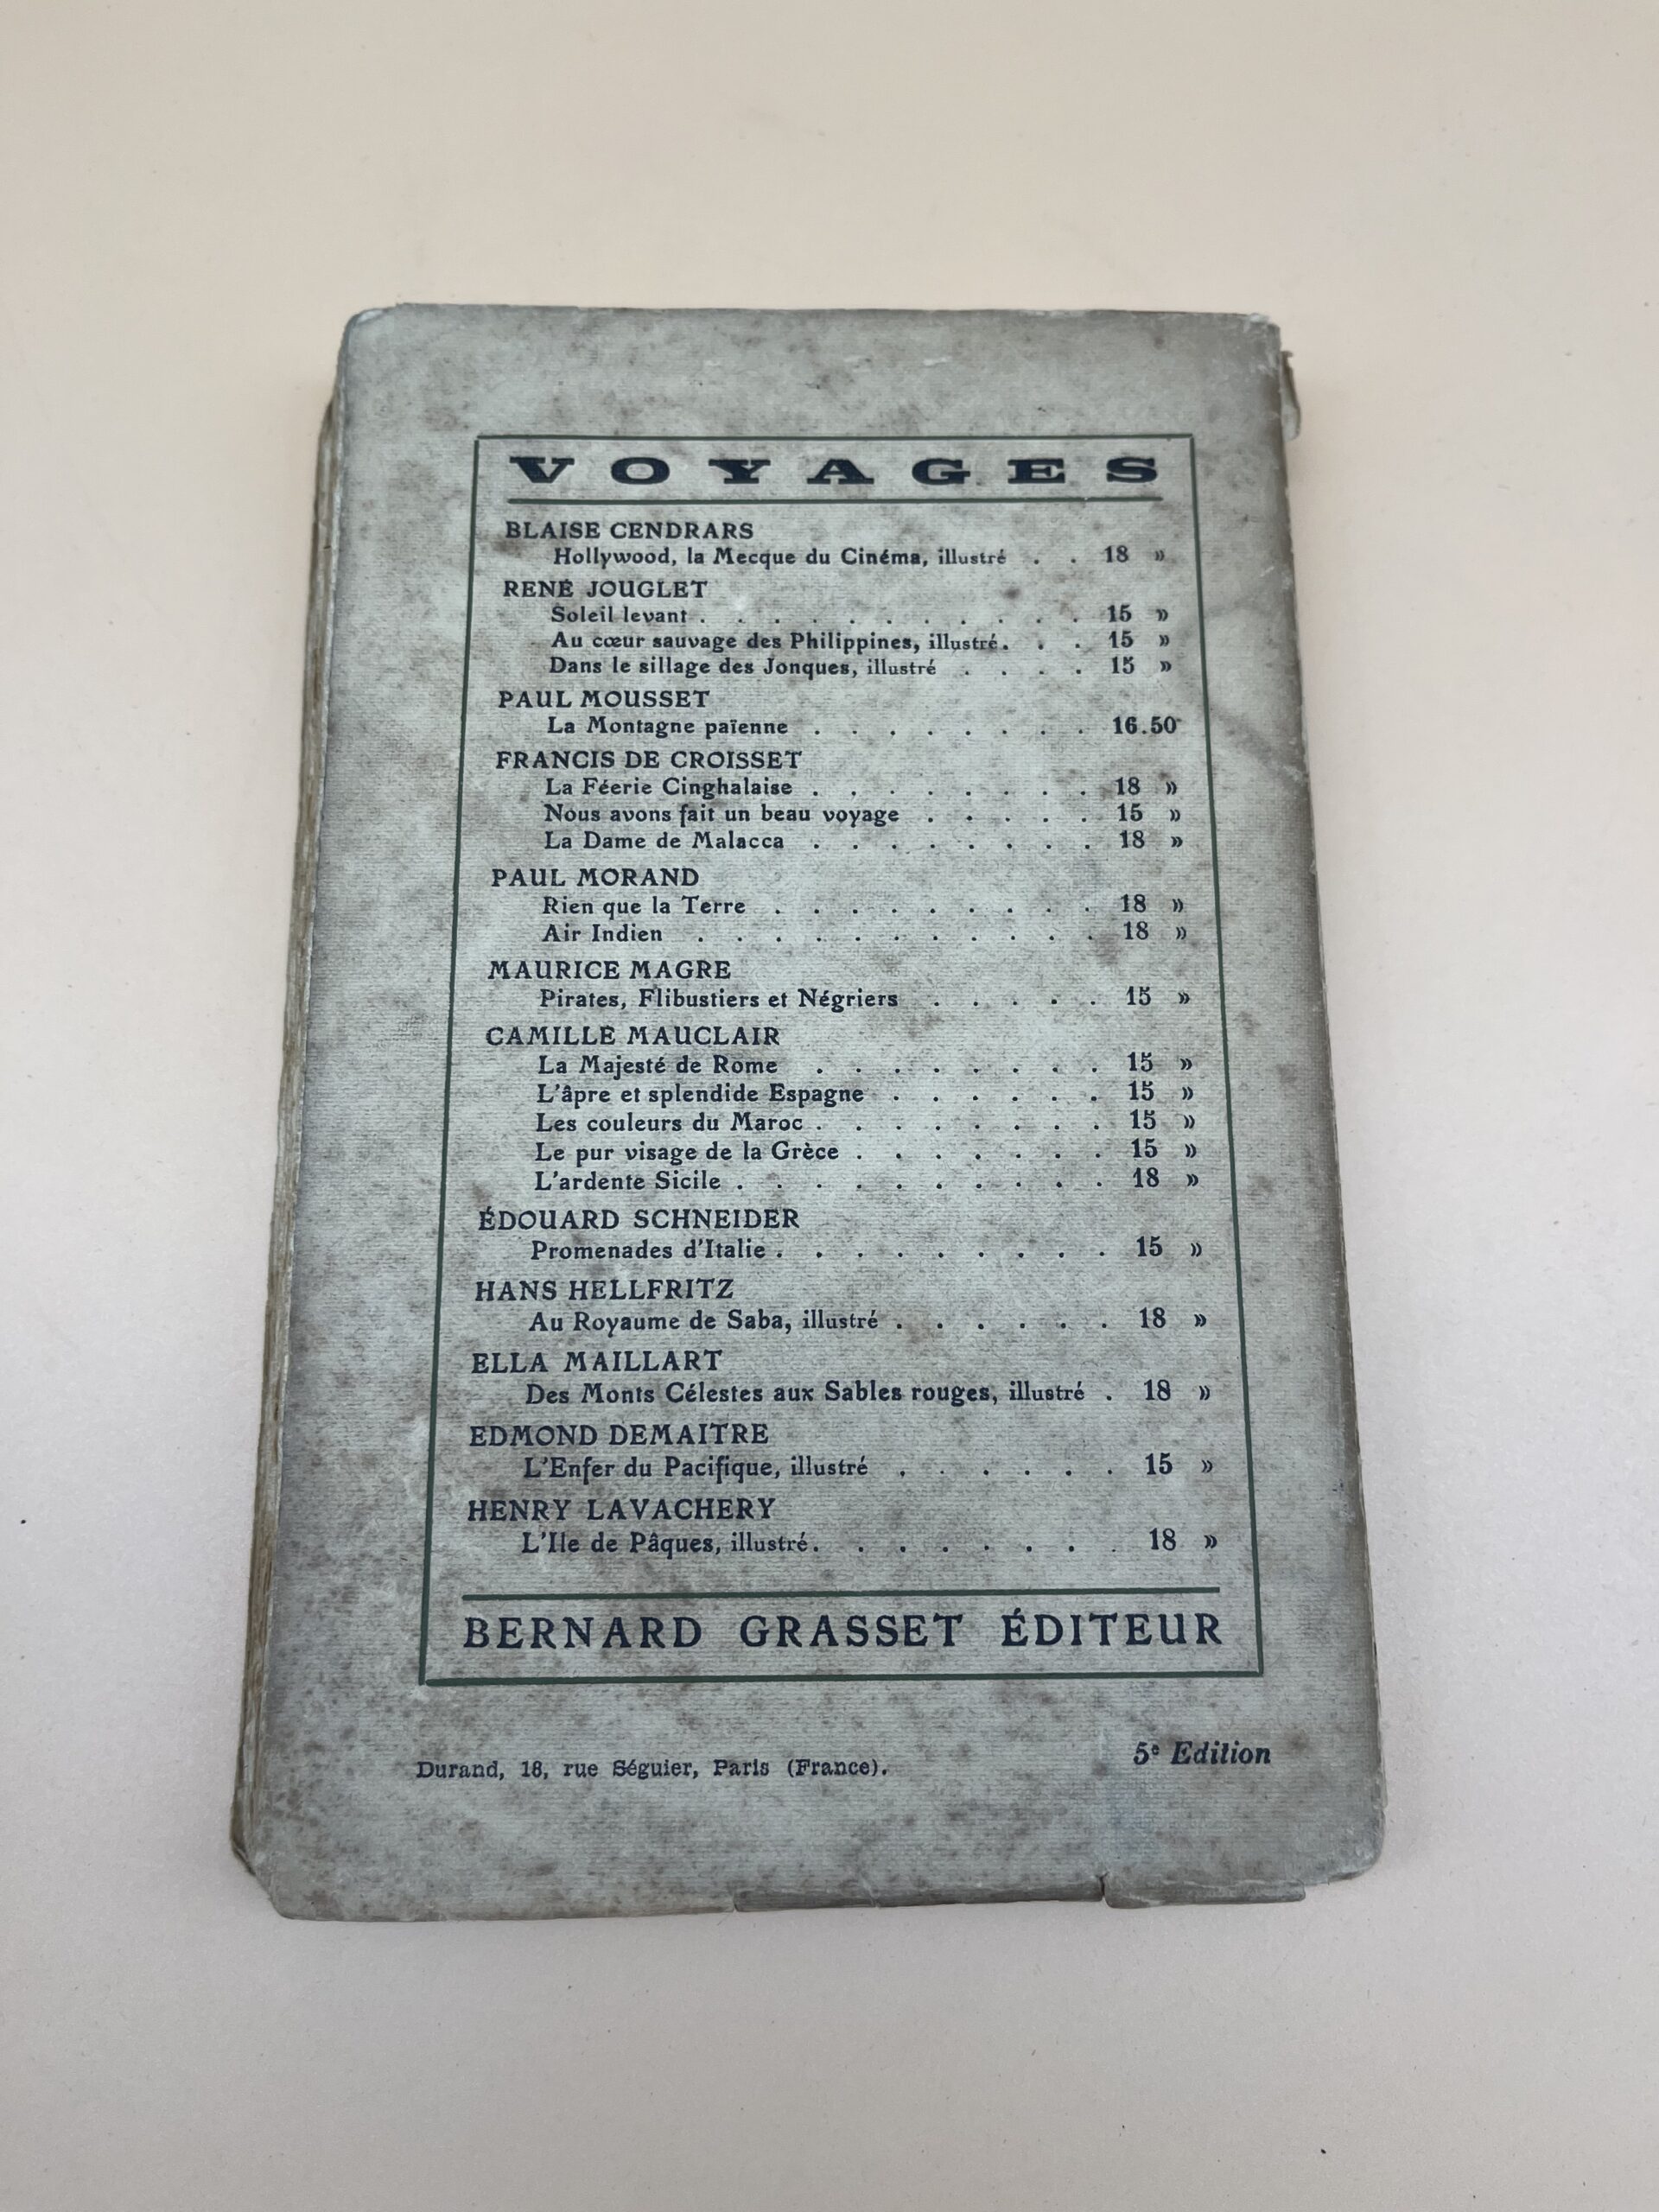 VOYAGES
BLAISE CENDRARS
Hollywood, la Mecque du Cinéma, illustré . . 18 »
RENÉ JOUGLET
Soleil levant . . . . . . . . . . . 15 »
Au cœur sauvage des Philippines, illustré . . . 15 »
Dans le sillage des Jonques, illustré . . . . 15 »
PAUL MOUSSET
La Montagne païenne . . . . . . . . 16.50
FRANCIS DE CROISSET
La Féerie Cinghalaise . . . . . . . . 18 »
Nous avons fait un beau voyage . . . . . 15 »
La Dame de Malacca . . . . . . . . 18 »
PAUL MORAND
Rien que la Terre . . . . . . . . . 18 »
Air Indien . . . . . . . . . . . 18 »
MAURICE MAGRE
Pirates, Flibustiers et Négriers . . . . . 15 »
CAMILLE MAUCLAIR
La Majesté de Rome . . . . . . . . 15 »
L'âpre et splendide Espagne . . . . . . 15 »
Les couleurs du Maroc . . . . . . . . 15 »
Le pur visage de la Grèce . . . . . . . 15 »
L'ardente Sicile . . . . . . . . . . 18 »
ÉDOUARD SCHNEIDER
Promenades d'Italie . . . . . . . . . 15 »
HANS HELLFRITZ
Au Royaume de Saba, illustré . . . . . . 18 »
ELLA MAILLART
Des Monts Célestes aux Sables rouges, illustré . 18 »
EDMOND DEMAITRE
L'Enfer du Pacifique, illustré . . . . . . 15 »
HENRY LAVACHERY
L'Ile de Pâques, illustré . . . . . . . . 18 »
BERNARD GRASSET ÉDITEUR
Durand, 18, rue Séguier, Paris (France).
5e Edition